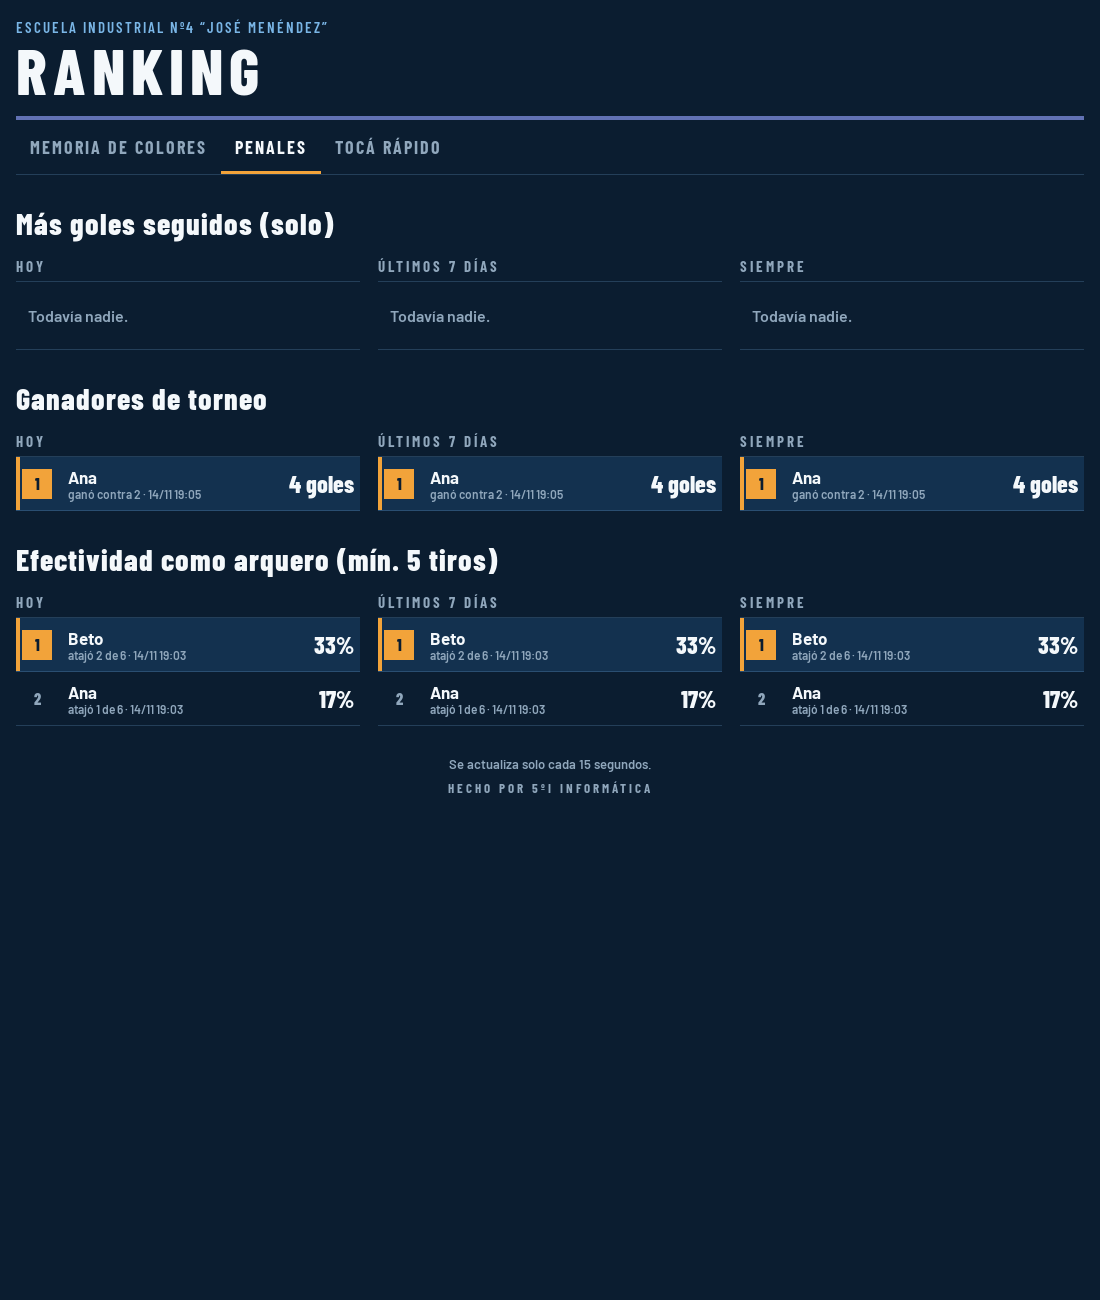 ESCUELA INDUSTRIAL Nº4 “JOSÉ MENÉNDEZ”
RANKING
MEMORIA DE COLORES PENALES TOCÁ RÁPIDO
Más goles seguidos (solo)
HOY ÚLTIMOS 7 DÍAS SIEMPRE
Todavía nadie. Todavía nadie. Todavía nadie.
Ganadores de torneo
HOY
1 Ana 4 goles
ganó contra 2 · 14/11 19:05
ÚLTIMOS 7 DÍAS
1 Ana 4 goles
ganó contra 2 · 14/11 19:05
SIEMPRE
1 Ana 4 goles
ganó contra 2 · 14/11 19:05
Efectividad como arquero (mín. 5 tiros)
HOY
1 Beto 33%
atajó 2 de 6 · 14/11 19:03
2 Ana 17%
atajó 1 de 6 · 14/11 19:03
ÚLTIMOS 7 DÍAS
1 Beto 33%
atajó 2 de 6 · 14/11 19:03
2 Ana 17%
atajó 1 de 6 · 14/11 19:03
SIEMPRE
1 Beto 33%
atajó 2 de 6 · 14/11 19:03
2 Ana 17%
atajó 1 de 6 · 14/11 19:03
Se actualiza solo cada 15 segundos.
HECHO POR 5ºI INFORMÁTICA